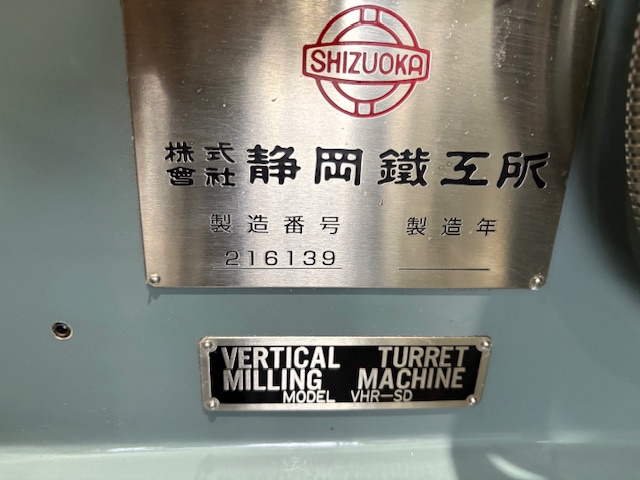 SHIZUOKA
株式會社 静岡鐵工所
製造番号 製造年
216139
VERTICAL TURRET
MILLING MACHINE
MODEL VHR-SD